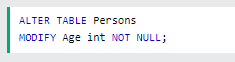 ALTER TABLE Persons
MODIFY Age int NOT NULL;